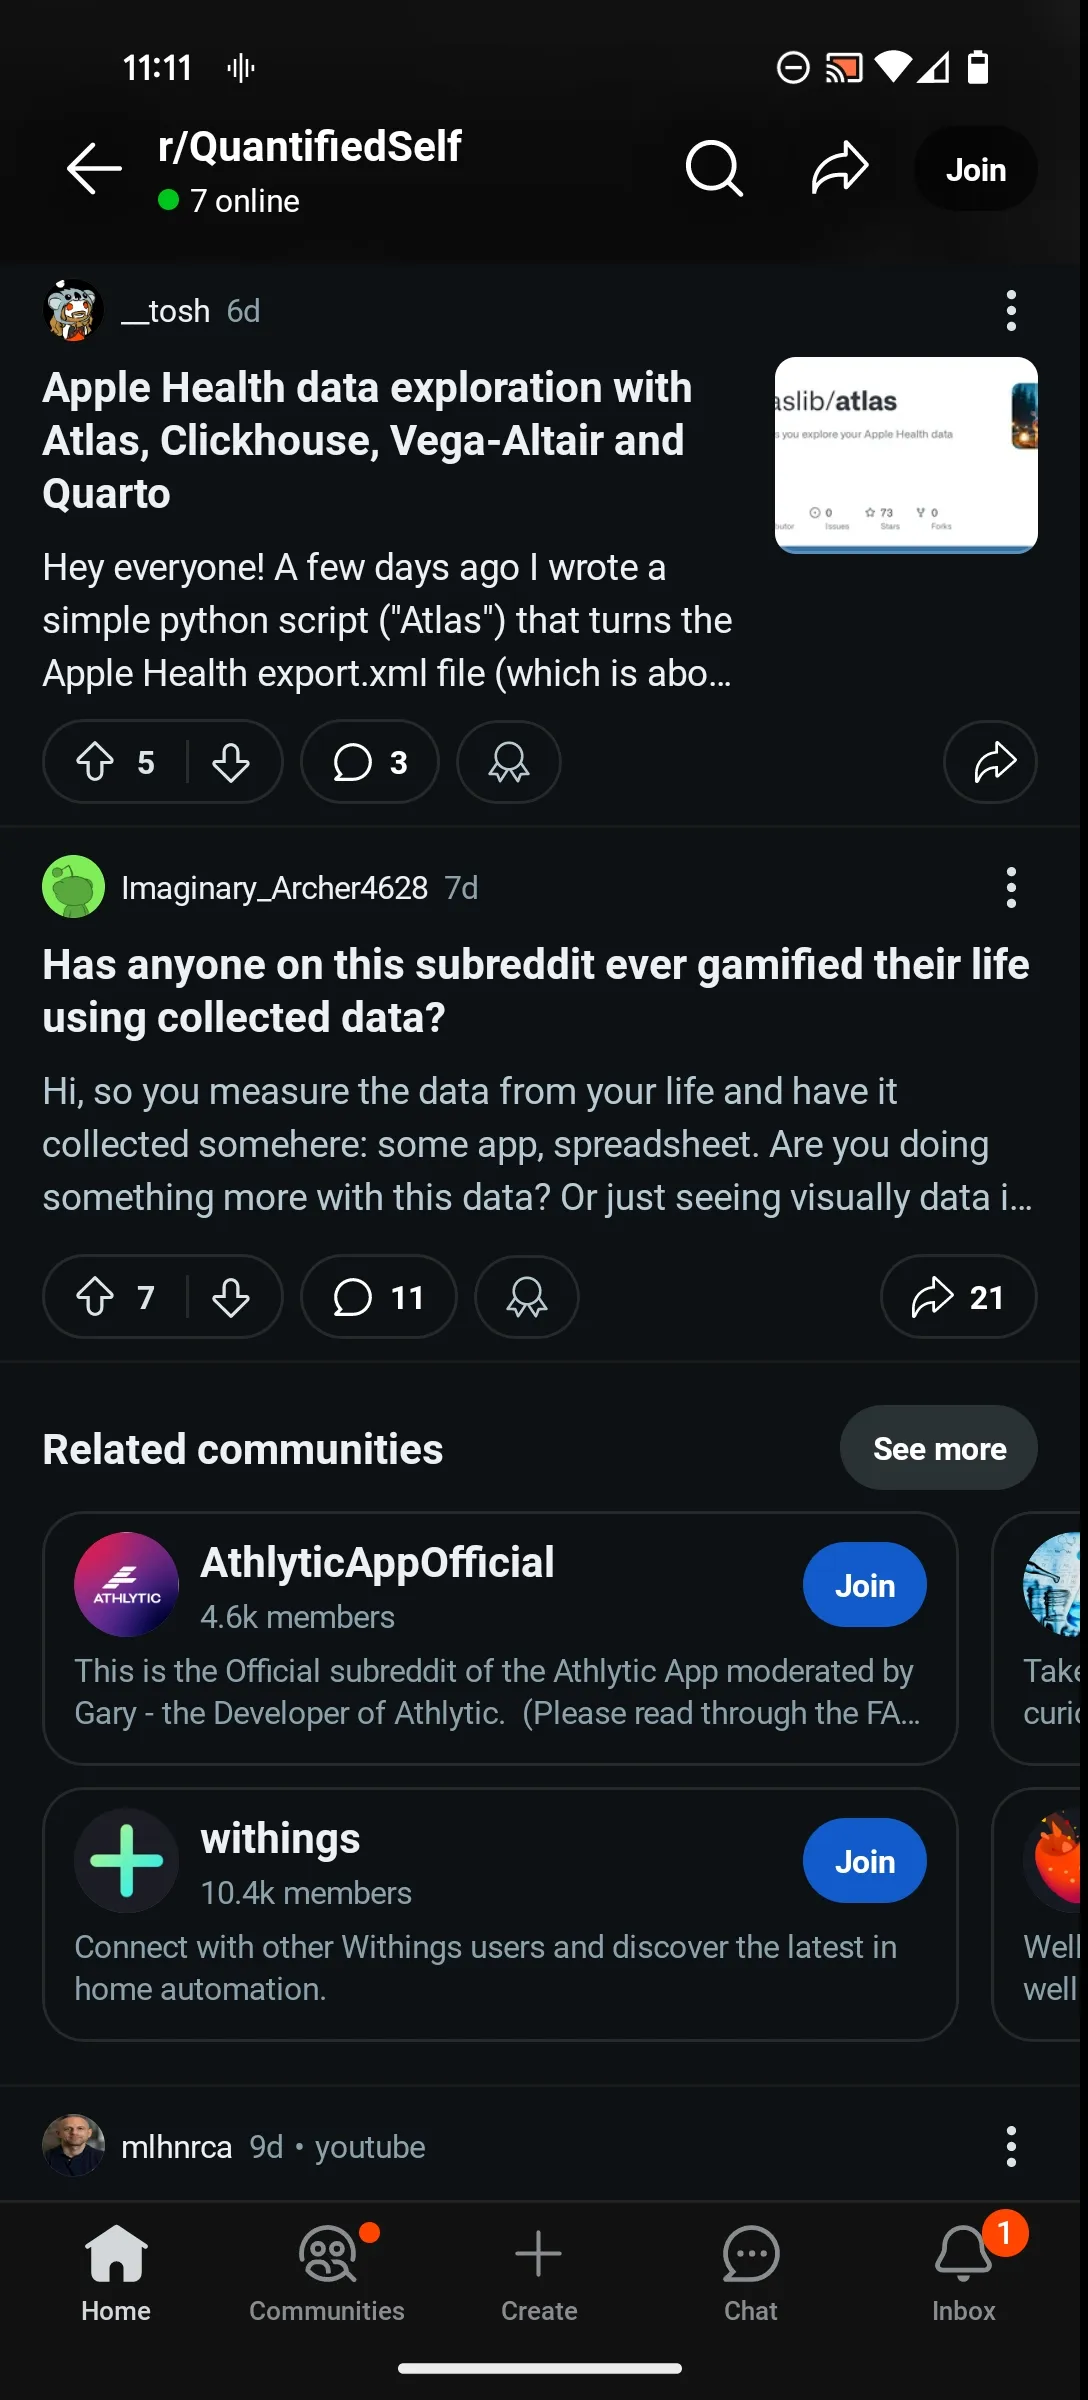 11:11
r/QuantifiedSelf
7 online
Join
__tosh 6d
Apple Health data exploration with
Atlas, Clickhouse, Vega-Altair and
Quarto
aslib/atlas
s you explore your Apple Health data
0
73
0
butor
Issues
Stars
Forks
Hey everyone! A few days ago I wrote a
simple python script ("Atlas") that turns the
Apple Health export.xml file (which is abo...
5
3
Imaginary_Archer4628 7d
Has anyone on this subreddit ever gamified their life
using collected data?
Hi, so you measure the data from your life and have it
collected somehere: some app, spreadsheet. Are you doing
something more with this data? Or just seeing visually data i...
7
11
21
Related communities
See more
ATHLYTIC
AthlyticAppOfficial
4.6k members
Join
This is the Official subreddit of the Athlytic App moderated by
Gary - the Developer of Athlytic. (Please read through the FA...
Take
curio
withings
10.4k members
Join
Connect with other Withings users and discover the latest in
home automation.
Well
well
mlhnrca 9d • youtube
1
Home
Communities
Create
Chat
Inbox